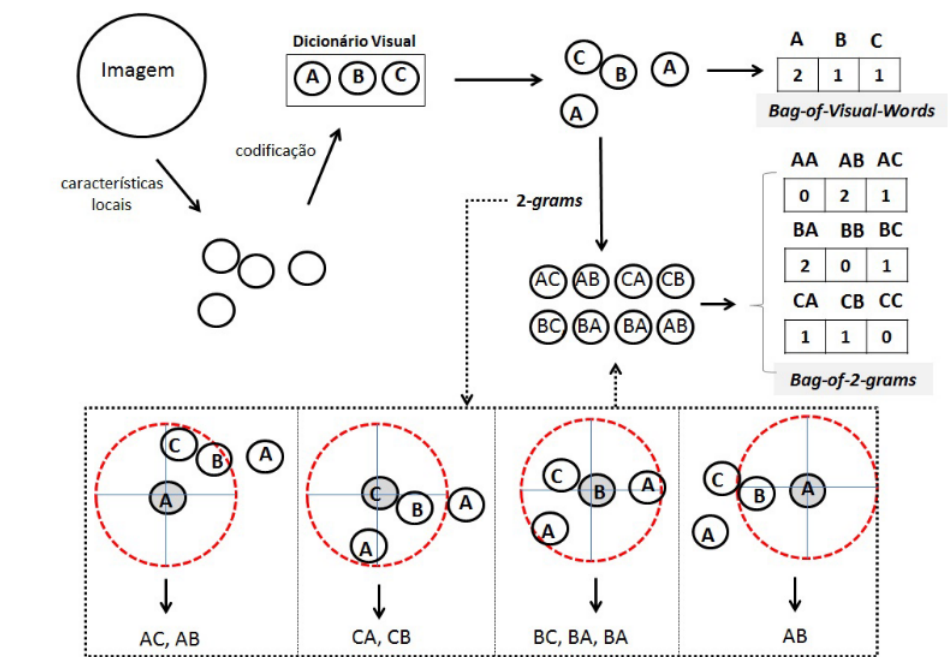 Imagem
Dicionário Visual
A B C
codificação
características
locais
C B A
A
A B C
2 1 1
Bag-of-Visual-Words
2-grams
AC AB CA CB
BC BA BA AB
AA AB AC
0 2 1
BA BB BC
2 0 1
CA CB CC
1 1 0
Bag-of-2-grams
C B A
A
AC, AB
C B A
A
CA, CB
C B A
A
BC, BA, BA
C B A
A
AB